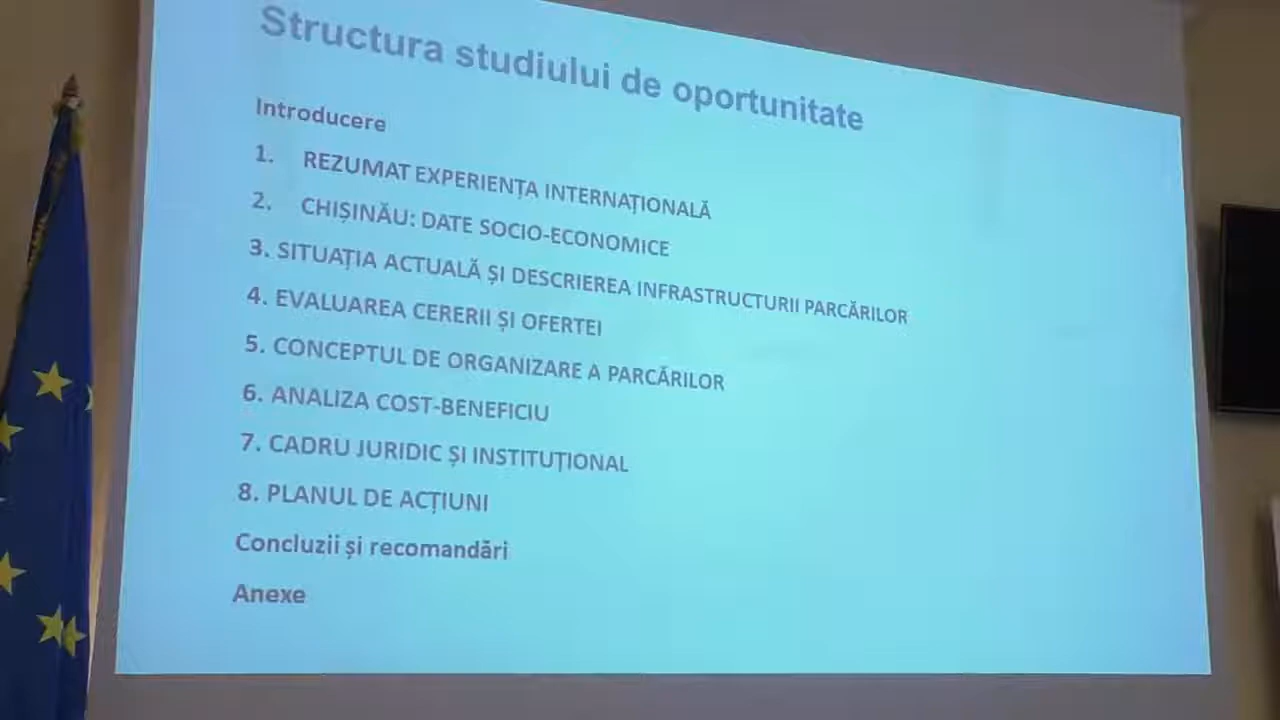 Structura studiului de oportunitate
Introducere
1. REZUMAT EXPERIENȚA INTERNAȚIONALĂ
2. CHIȘINĂU: DATE SOCIO-ECONOMICE
3. SITUAȚIA ACTUALĂ ȘI DESCRIEREA INFRASTRUCTURII PARCĂRILOR
4. EVALUAREA CERERII ȘI OFERTEI
5. CONCEPTUL DE ORGANIZARE A PARCĂRILOR
6. ANALIZA COST-BENEFICIU
7. CADRU JURIDIC ȘI INSTITUȚIONAL
8. PLANUL DE ACȚIUNI
Concluzii și recomandări
Anexe